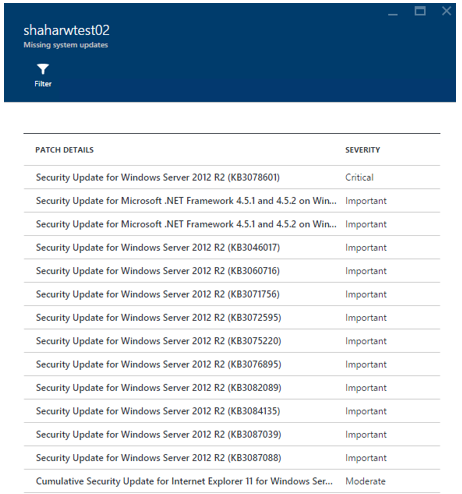 shaharwtest02
Missing system updates
Filter
PATCH DETAILS SEVERITY
Security Update for Windows Server 2012 R2 (KB3078601) Critical
Security Update for Microsoft .NET Framework 4.5.1 and 4.5.2 on Win... Important
Security Update for Microsoft .NET Framework 4.5.1 and 4.5.2 on Win... Important
Security Update for Windows Server 2012 R2 (KB3046017) Important
Security Update for Windows Server 2012 R2 (KB3060716) Important
Security Update for Windows Server 2012 R2 (KB3071756) Important
Security Update for Windows Server 2012 R2 (KB3072595) Important
Security Update for Windows Server 2012 R2 (KB3075220) Important
Security Update for Windows Server 2012 R2 (KB3076895) Important
Security Update for Windows Server 2012 R2 (KB3082089) Important
Security Update for Windows Server 2012 R2 (KB3084135) Important
Security Update for Windows Server 2012 R2 (KB3087039) Important
Security Update for Windows Server 2012 R2 (KB3087088) Important
Cumulative Security Update for Internet Explorer 11 for Windows Ser... Moderate